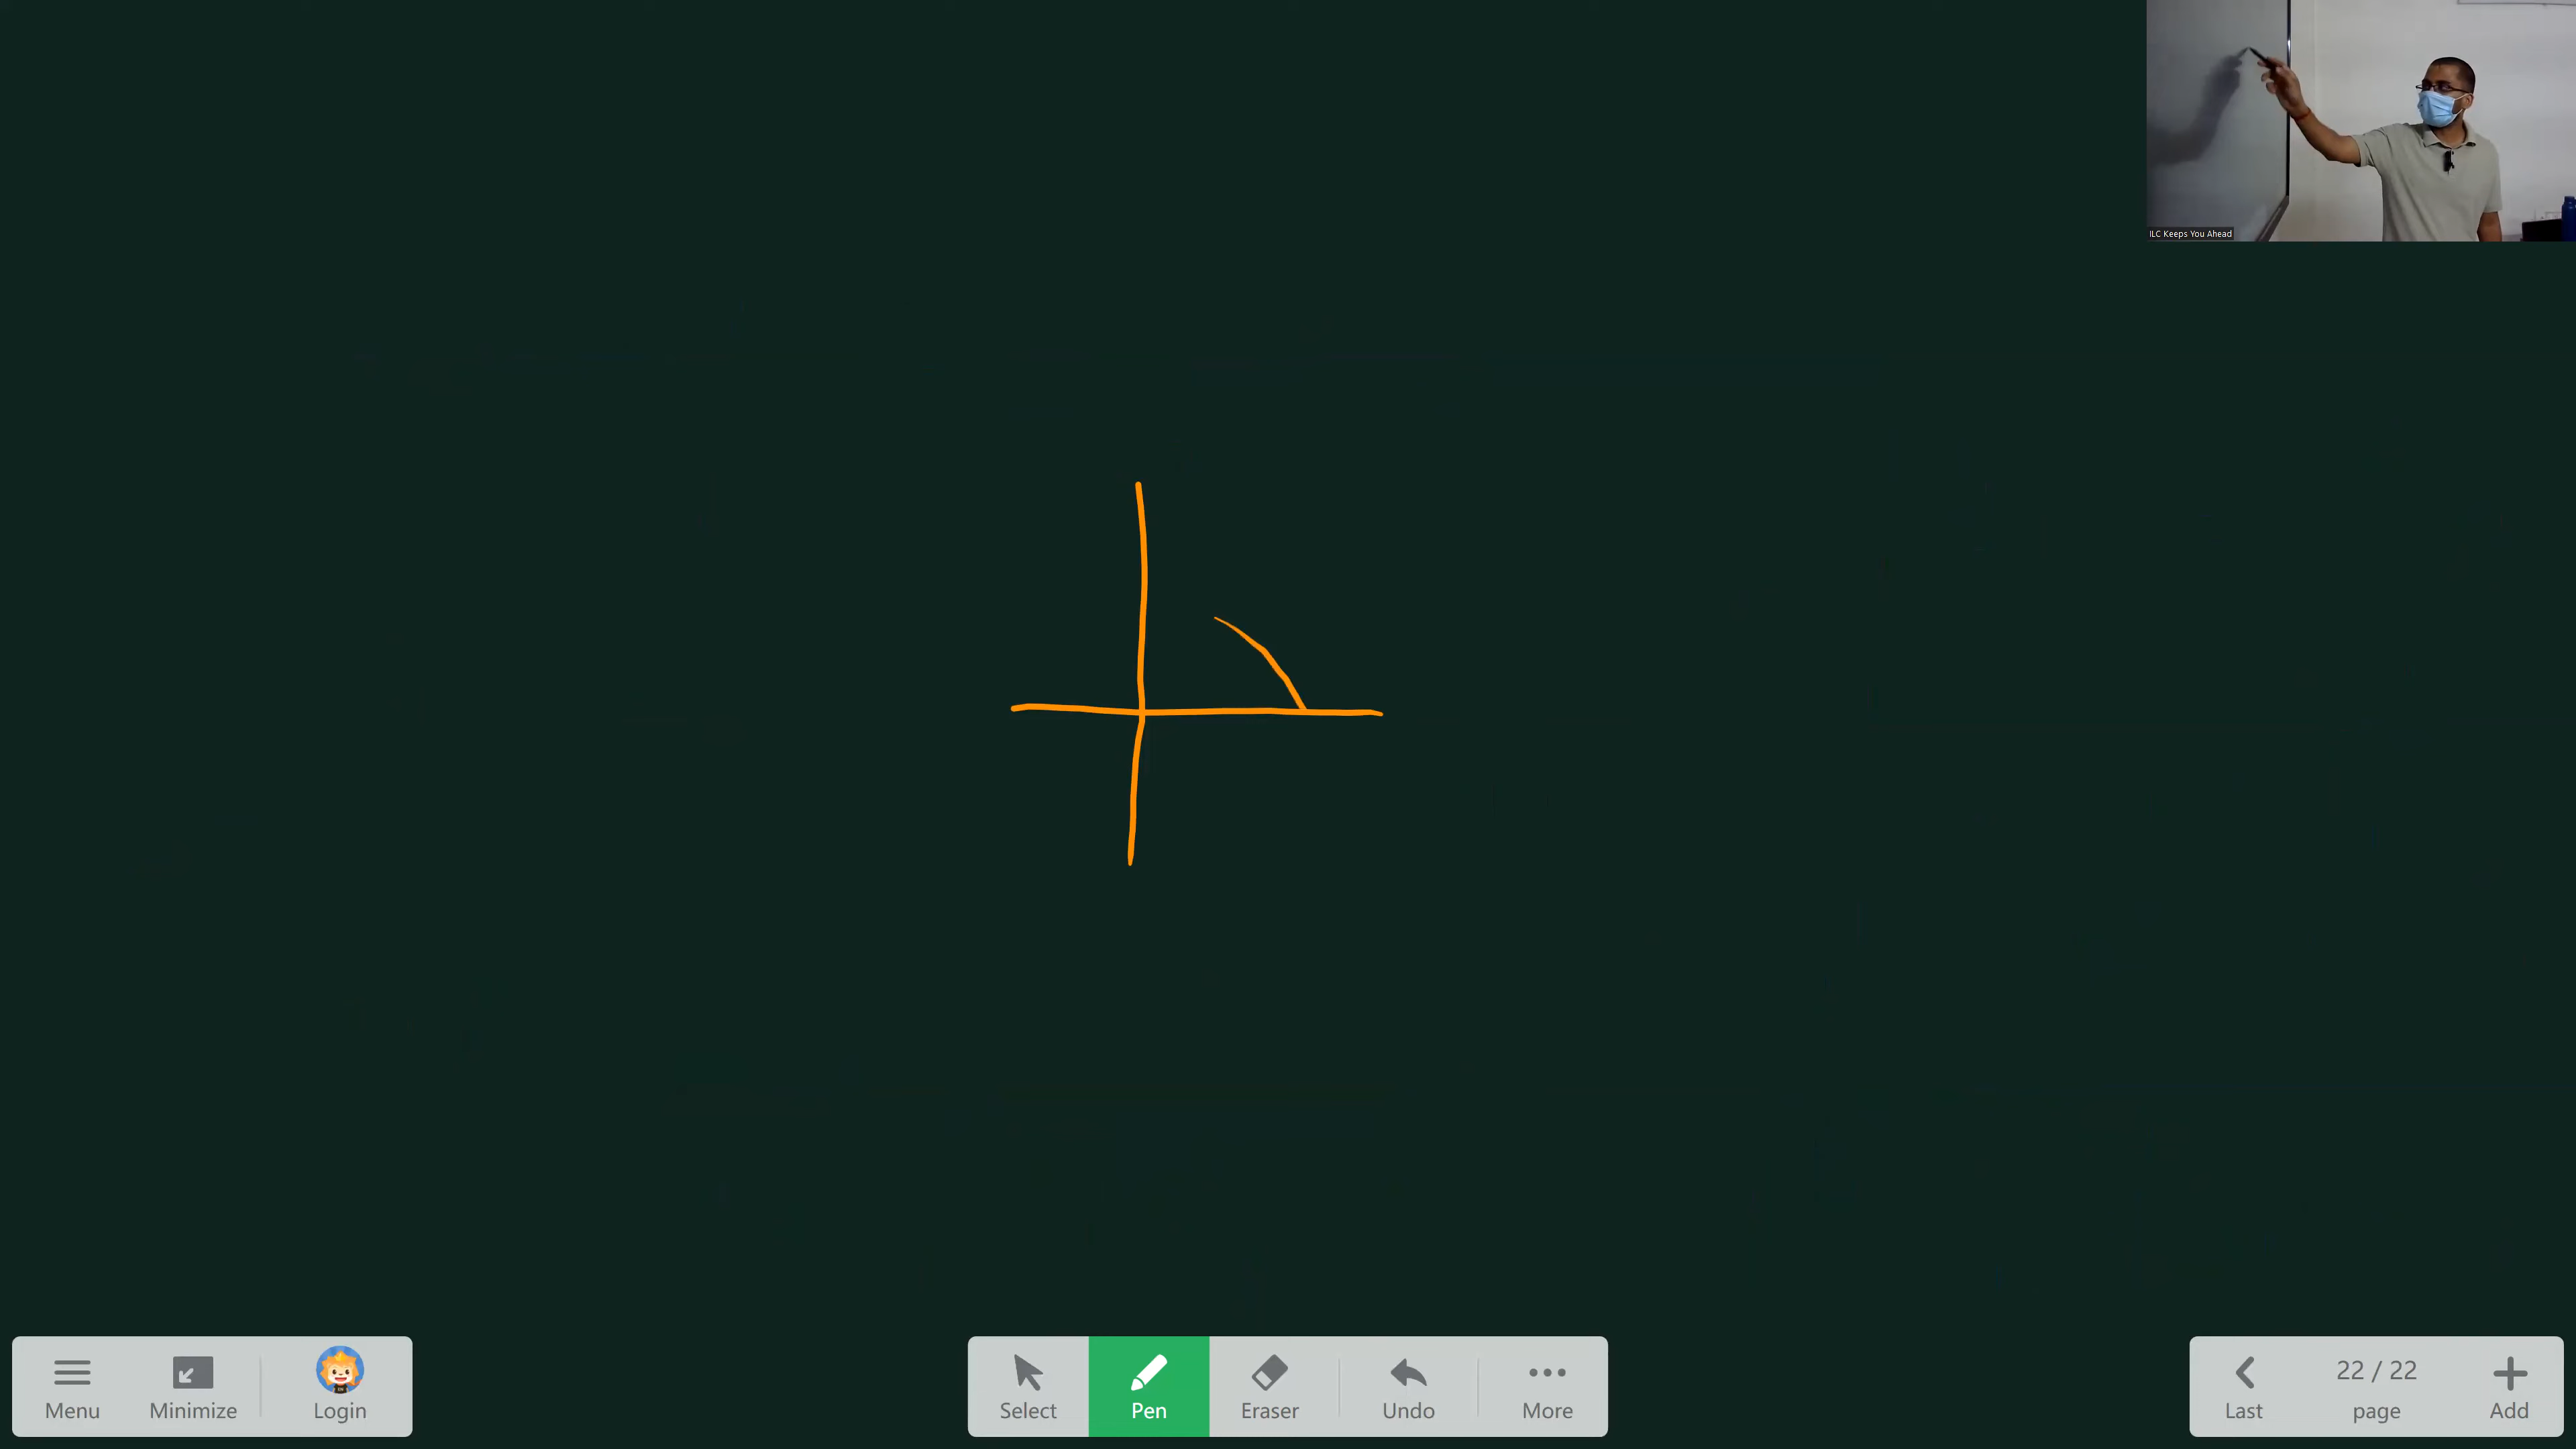 ILC Keeps You Ahead
Menu
Minimize
Login
Select
Pen
Eraser
Undo
More
Last
22 / 22
page
Add